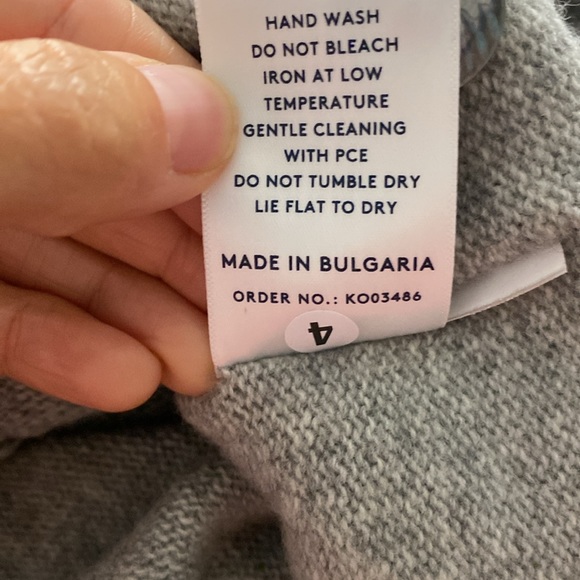 HAND WASH
DO NOT BLEACH
IRON AT LOW
TEMPERATURE
GENTLE CLEANING
WITH PCE
DO NOT TUMBLE DRY
LIE FLAT TO DRY
MADE IN BULGARIA
ORDER NO.: KO03486
4